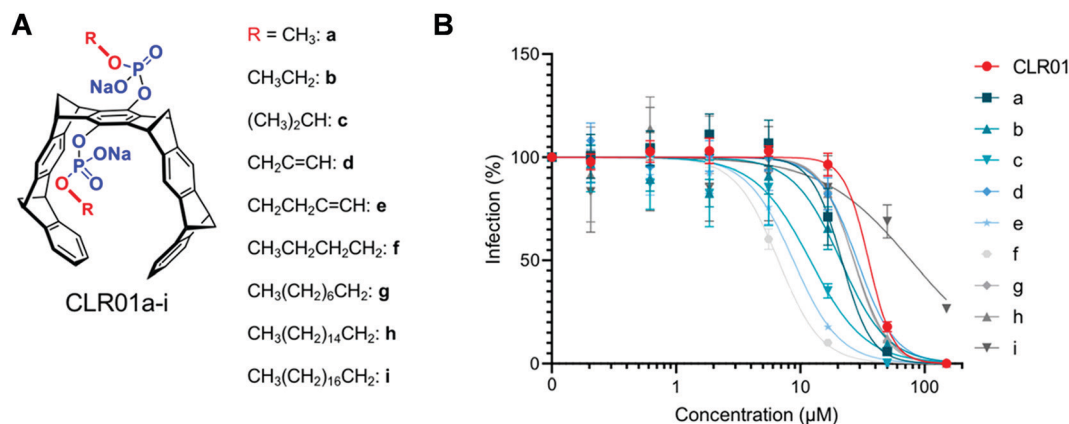 A
R
O
P
O
NaO
O
O
P
ONa
O
O
R
CLR01a-i
R = CH₃: a
CH₃CH₂: b
(CH₃)₂CH: c
CH₂C=CH: d
CH₂CH₂C=CH: e
CH₃CH₂CH₂CH₂: f
CH₃(CH₂)₆CH₂: g
CH₃(CH₂)₁₄CH₂: h
CH₃(CH₂)₁₆CH₂: i
B
Infection (%)
150
100
50
0
0
1
10
100
Concentration (μM)
CLR01
a
b
c
d
e
f
g
h
i